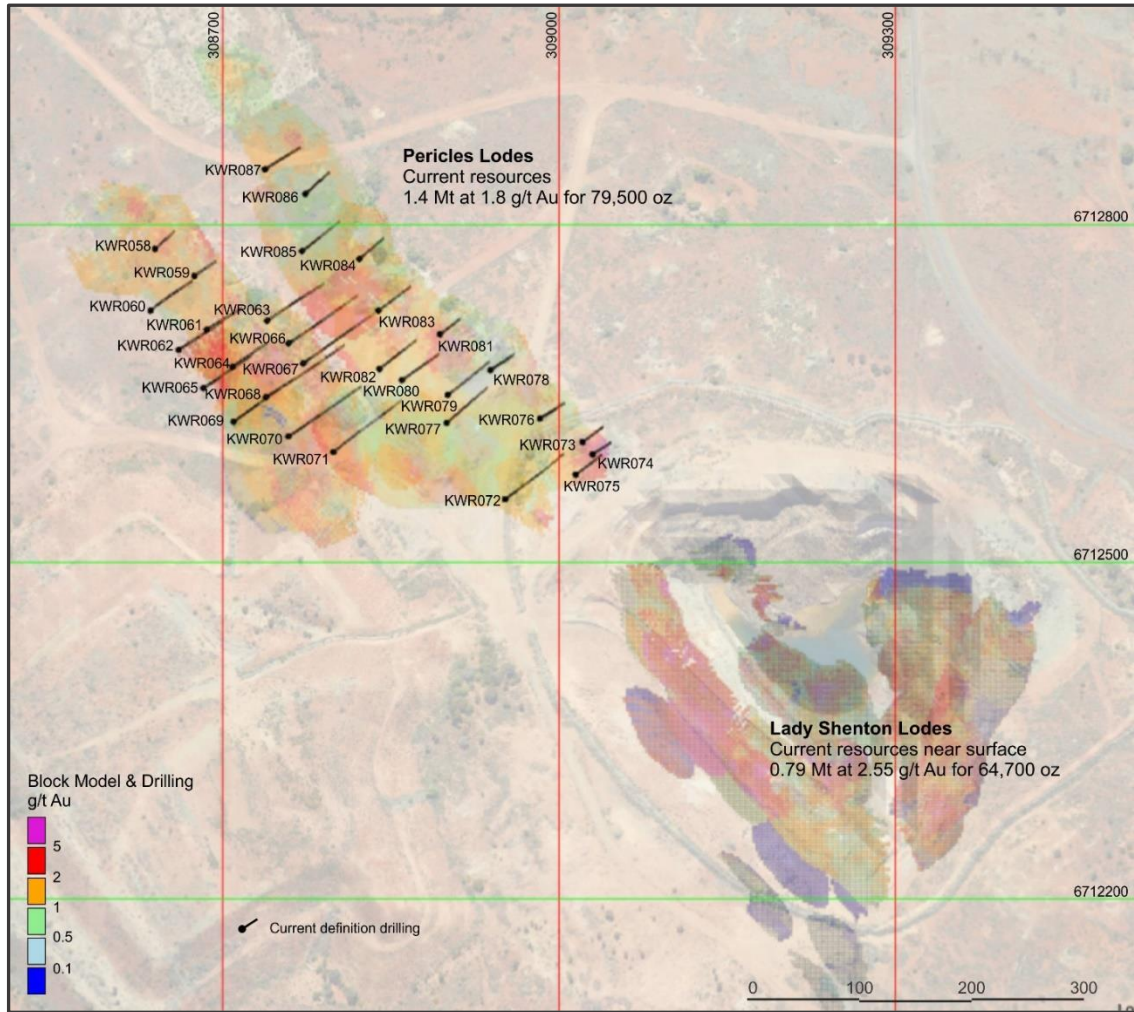 308700
309000
309300
Pericles Lodes
Current resources
1.4 Mt at 1.8 g/t Au for 79,500 oz
KWR087
KWR086
6712800
KWR058
KWR085
KWR084
KWR059
KWR060
KWR063
KWR061
KWR083
KWR062
KWR066
KWR081
KWR064
KWR067
KWR082
KWR078
KWR065
KWR068
KWR080
KWR079
KWR069
KWR076
KWR070
KWR077
KWR073
KWR071
KWR074
KWR075
KWR072
6712500
Lady Shenton Lodes
Current resources near surface
0.79 Mt at 2.55 g/t Au for 64,700 oz
Block Model & Drilling
g/t Au
5
2
1
0.5
0.1
6712200
Current definition drilling
0 100 200 300